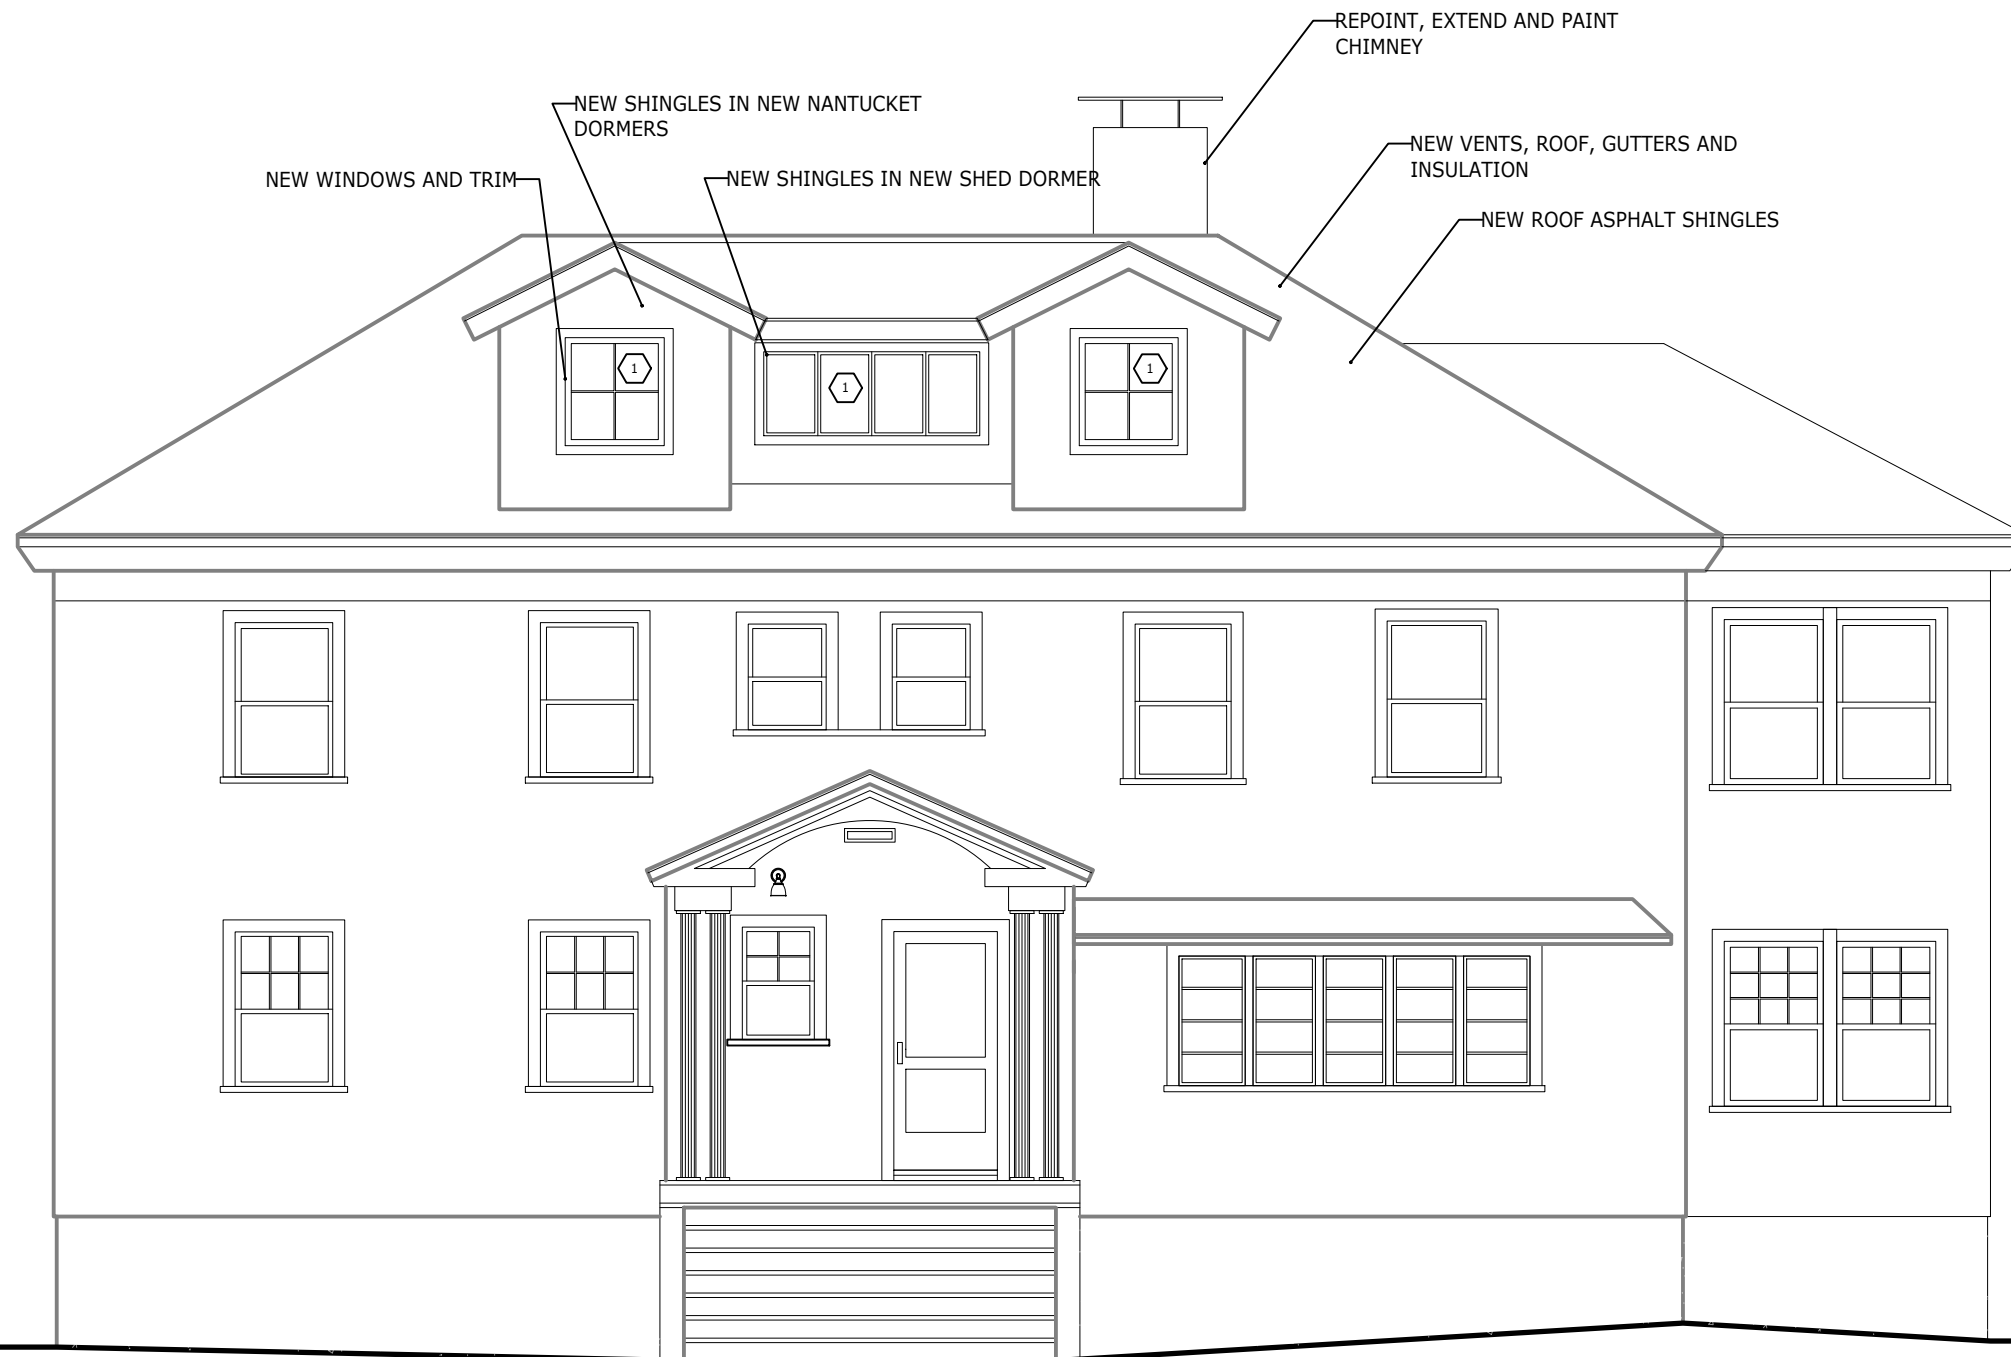 REPOINT, EXTEND AND PAINT
CHIMNEY
NEW SHINGLES IN NEW NANTUCKET
DORMERS
NEW VENTS, ROOF, GUTTERS AND
INSULATION
NEW WINDOWS AND TRIM
NEW SHINGLES IN NEW SHED DORMER
NEW ROOF ASPHALT SHINGLES
1
1
1